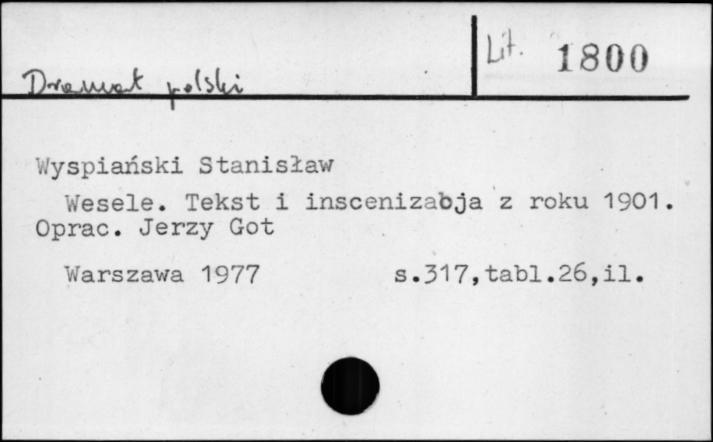 Lit. 1800
Dramat polski
Wyspiański Stanisław
Wesele. Tekst i inscenizabja z roku 1901.
Oprac. Jerzy Got
Warszawa 1977 s.317,tabl.26,il.